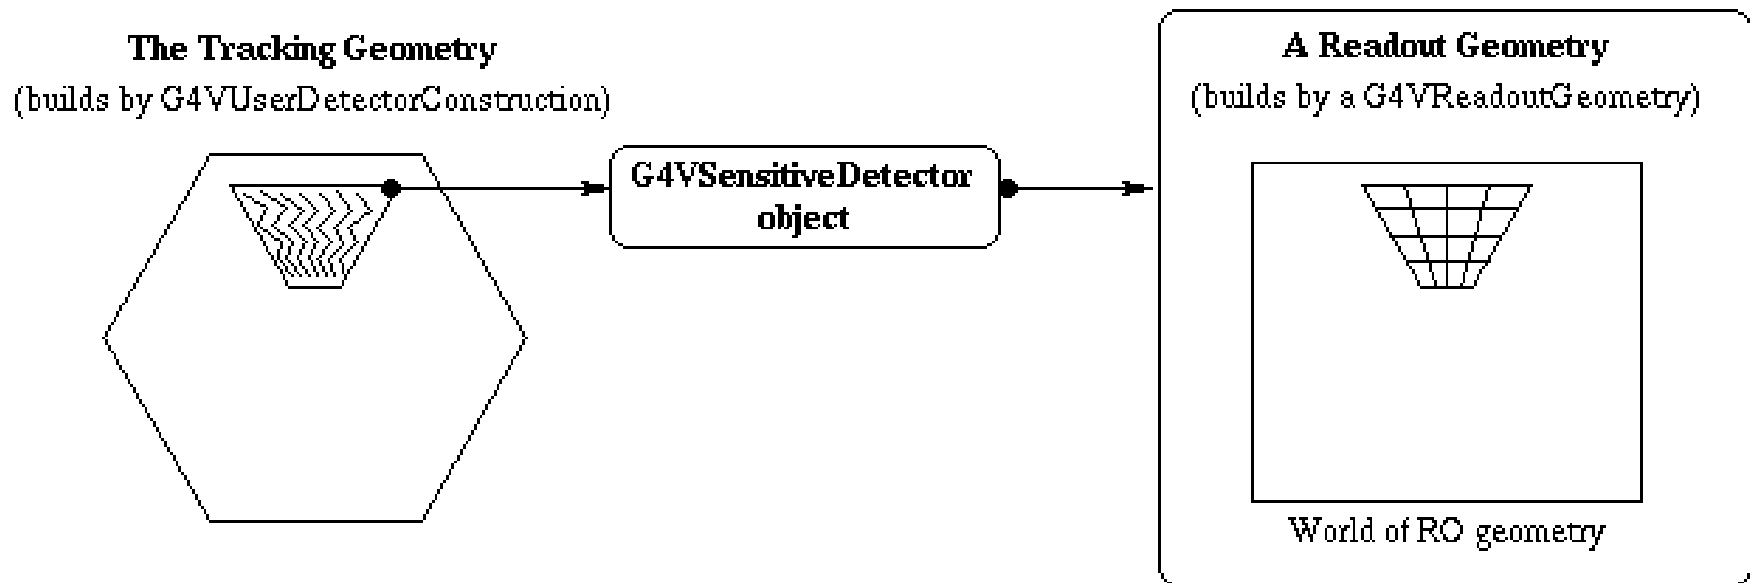 The Tracking Geometry
(builds by G4VUserDetectorConstruction)
G4VSensitiveDetector
object
A Readout Geometry
(builds by a G4VReadoutGeometry)
World of RO geometry